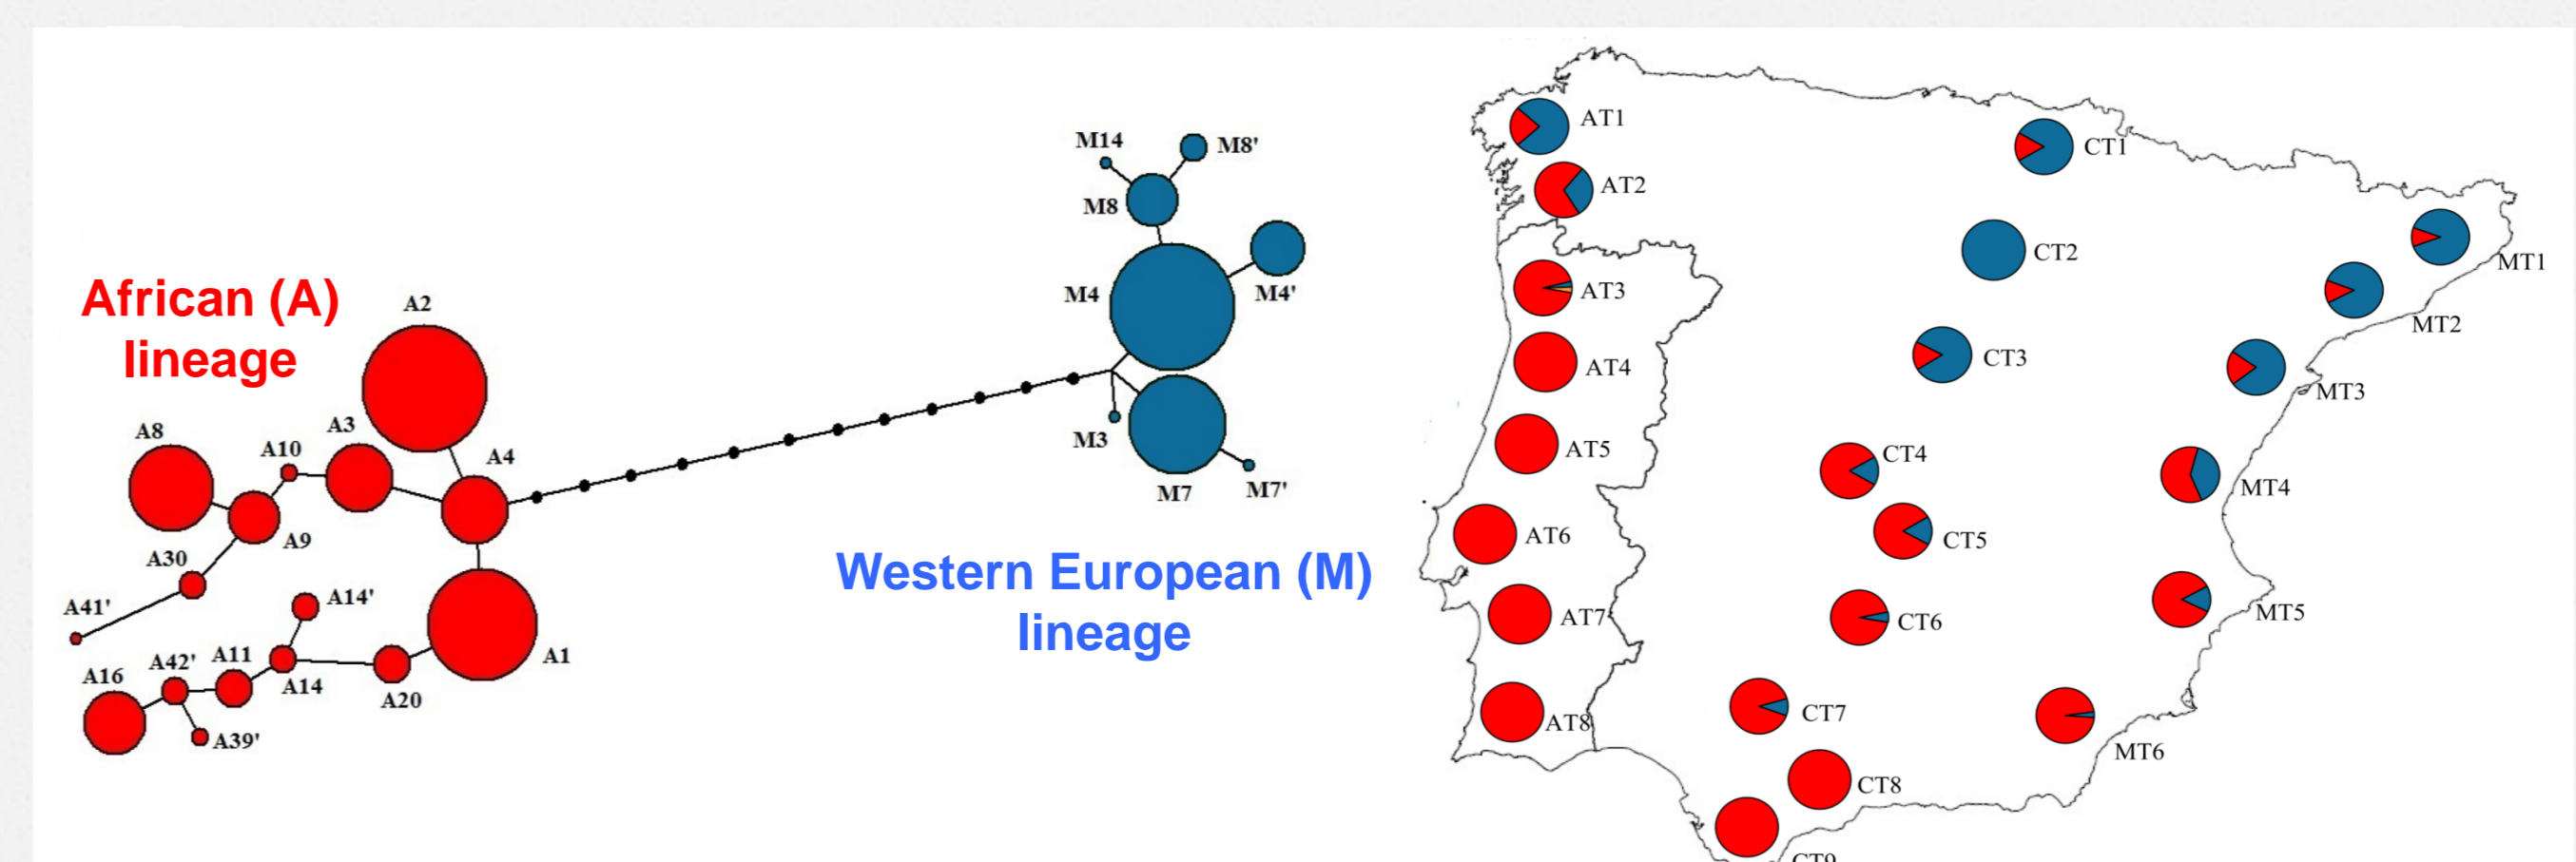 African (A)
lineage
A2
A8
A10
A3
A4
A9
A30
A41'
A14'
A1
A16
A42'
A11
A14
A20
A39'
M14
M8'
M8
M4
M4'
M3
M7
M7'
Western European (M)
lineage
AT1
AT2
AT3
AT4
AT5
AT6
AT7
AT8
CT1
CT2
CT3
CT4
CT5
CT6
CT7
CT8
CT9
MT1
MT2
MT3
MT4
MT5
MT6